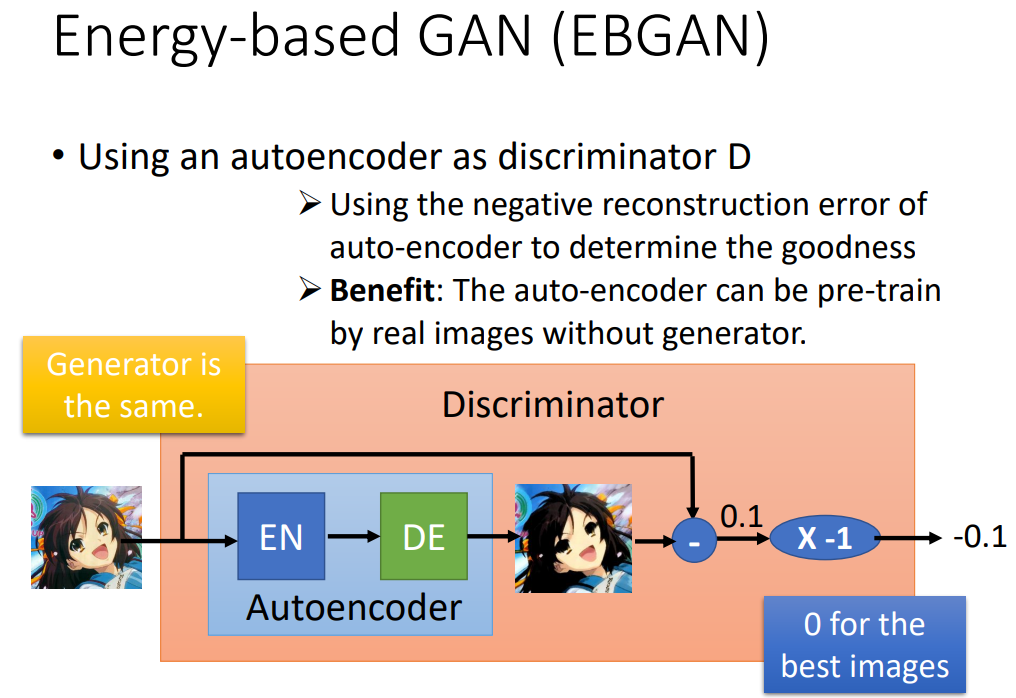 Energy-based GAN (EBGAN)
• Using an autoencoder as discriminator D
➢ Using the negative reconstruction error of
auto-encoder to determine the goodness
➢ Benefit: The auto-encoder can be pre-train
by real images without generator.
Generator is
the same.
Discriminator
EN
DE
-
0.1
X -1
-0.1
Autoencoder
0 for the
best images